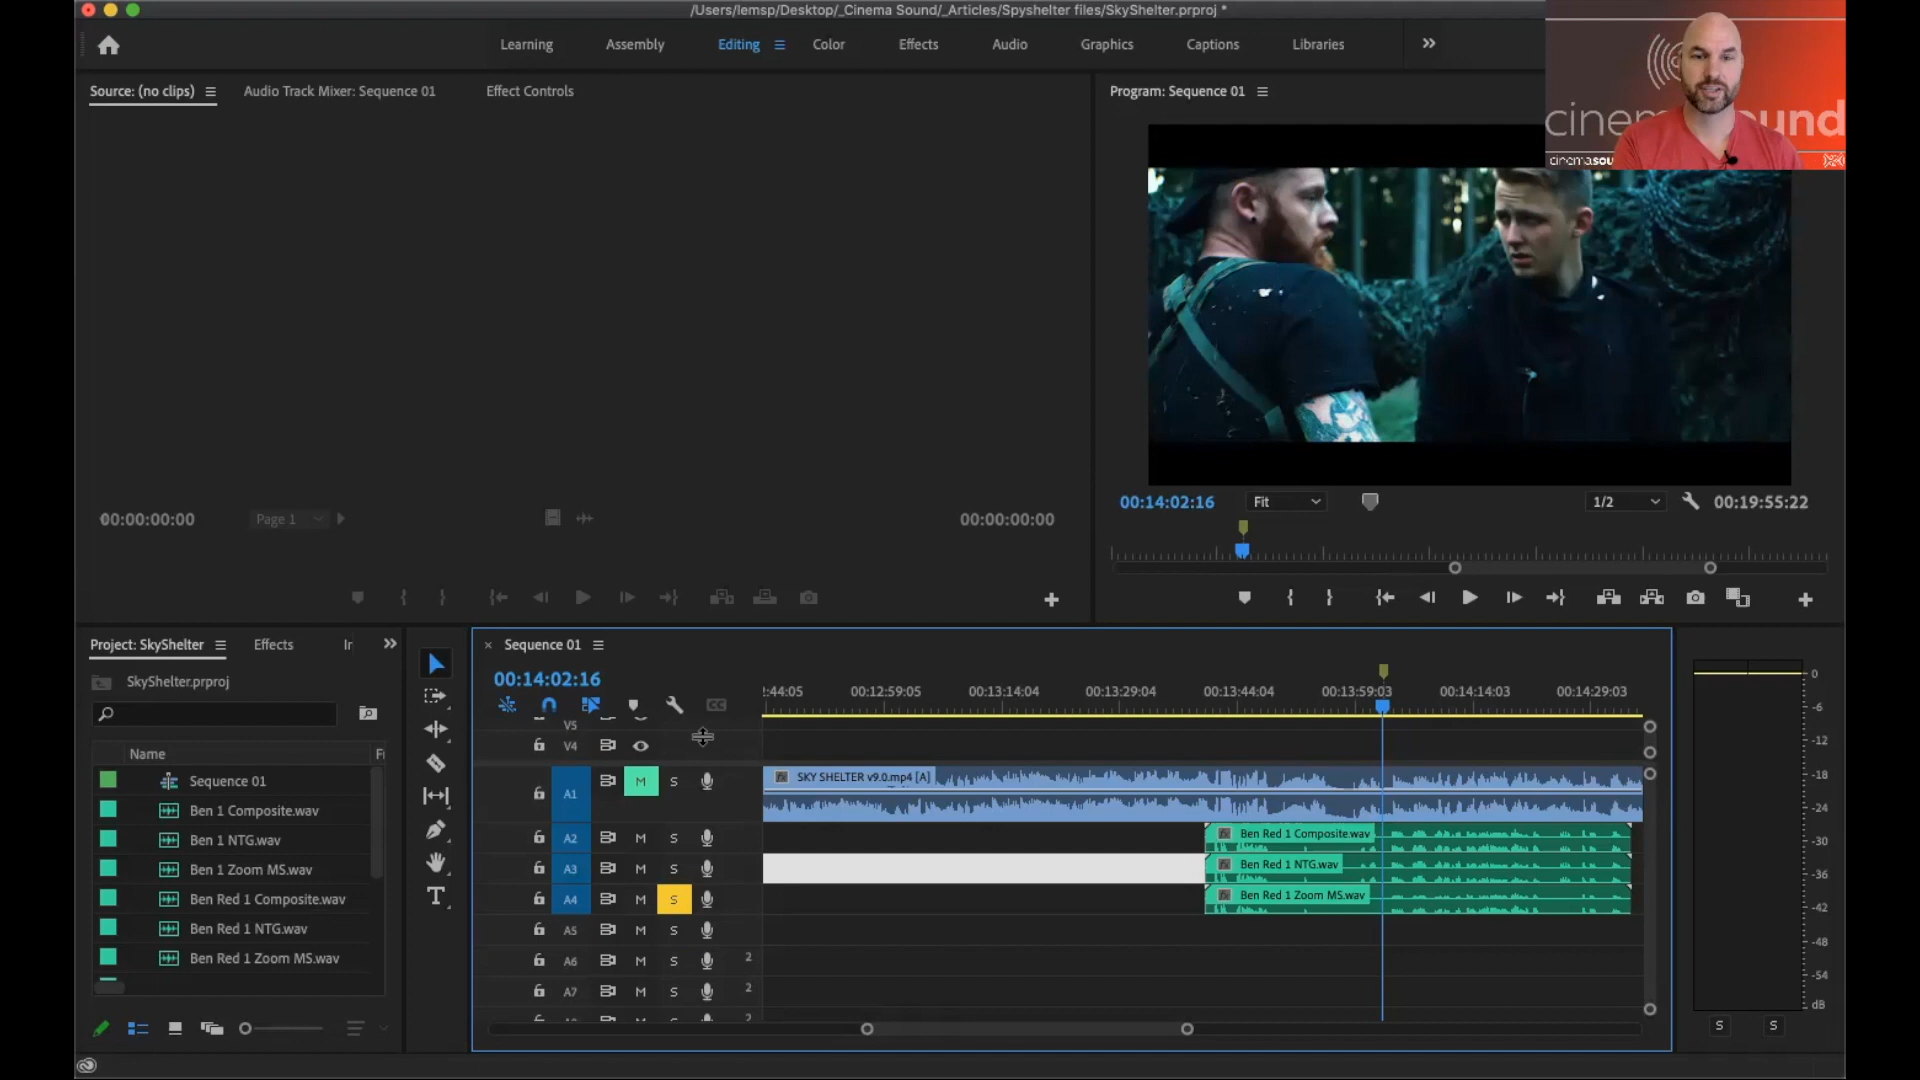 /Users/lemsp/Desktop/_Cinema Sound/_Articles/Spyshelter files/SkyShelter.prproj *
Learning Assembly Editing Color Effects Audio Graphics Captions Libraries
Source: (no clips) Audio Track Mixer: Sequence 01 Effect Controls
Program: Sequence 01
00:14:02:16 Fit 1/2 00:19:55:22
00:00:00:00 Page 1 00:00:00:00
Project: SkyShelter Effects In
SkyShelter.prproj
Name
Sequence 01
Ben 1 Composite.wav
Ben 1 NTG.wav
Ben 1 Zoom MS.wav
Ben Red 1 Composite.wav
Ben Red 1 NTG.wav
Ben Red 1 Zoom MS.wav
Sequence 01
00:14:02:16
:44:05 00:12:59:05 00:13:14:04 00:13:29:04 00:13:44:04 00:13:59:03 00:14:14:03 00:14:29:03
V5
V4
A1 M S SKY SHELTER v9.0.mp4 [A]
A2 M S Ben Red 1 Composite.wav
A3 M S Ben Red 1 NTG.wav
A4 M S Ben Red 1 Zoom MS.wav
A5 M S
A6 M S 2
A7 M S 2
2
0
-6
-12
-18
-24
-30
-36
-42
-48
-54
dB
S S